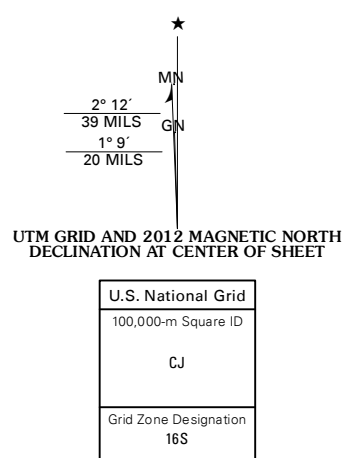 ★
MN
2° 12´
39 MILS
GN
1° 9´
20 MILS
UTM GRID AND 2012 MAGNETIC NORTH
DECLINATION AT CENTER OF SHEET
U.S. National Grid
100,000-m Square ID
CJ
Grid Zone Designation
16S